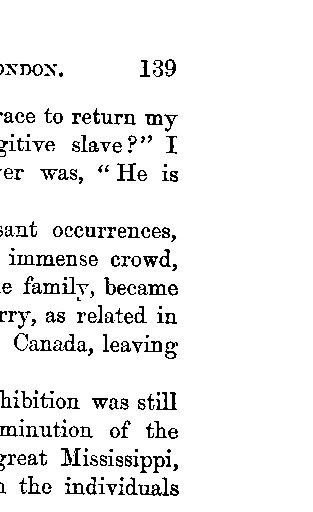 ONDON. 139
race to return my
gitive slave?" I
er was, "He is
sant occurrences,
immense crowd,
e family, became
rry, as related in
Canada, leaving
hibition was still
minution of the
great Mississippi,
the individuals